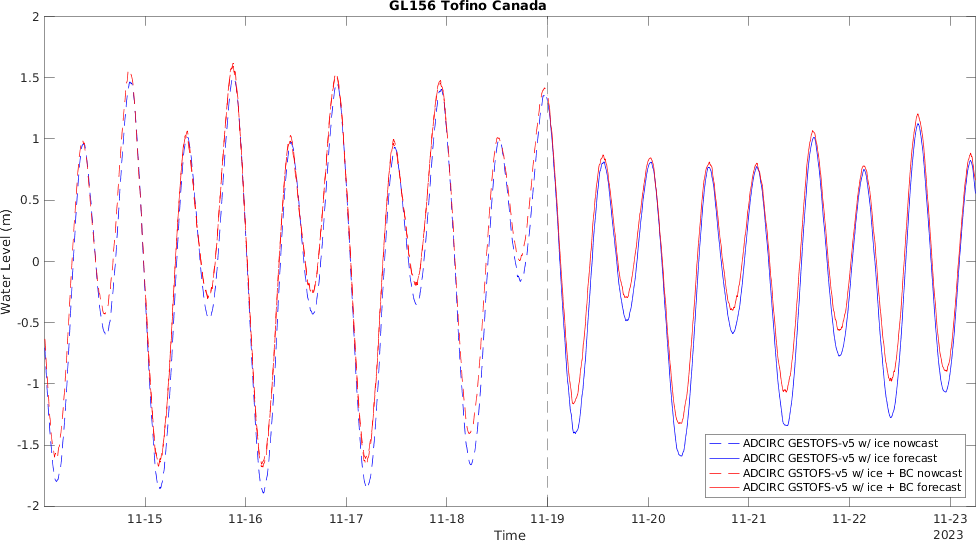 GL156 Tofino Canada
2
1.5
1
0.5
0
-0.5
-1
-1.5
-2
Water Level (m)
11-15
11-16
11-17
11-18
11-19
11-20
11-21
11-22
11-23
Time
2023
ADCIRC GESTOFS-v5 w/ ice nowcast
ADCIRC GESTOFS-v5 w/ ice forecast
ADCIRC GSTOFS-v5 w/ ice + BC nowcast
ADCIRC GSTOFS-v5 w/ ice + BC forecast